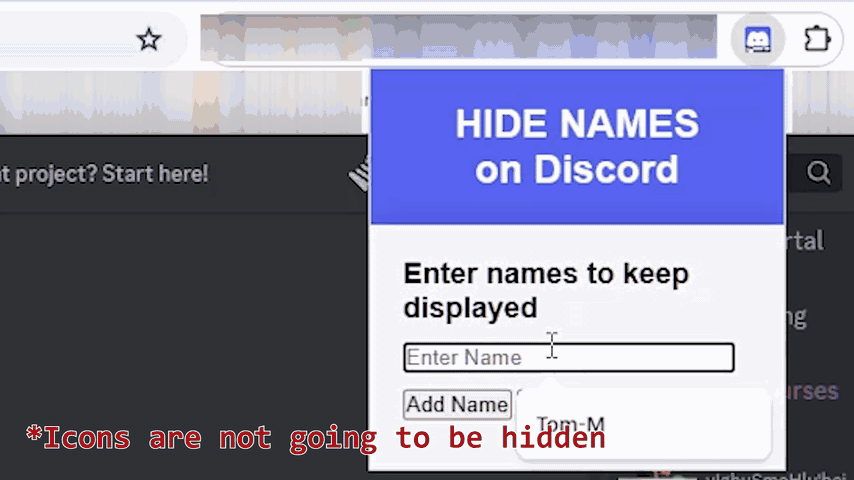 HIDE NAMES
on Discord
t project? Start here!
rtal
Enter names to keep
displayed
ng
Enter Name
urses
Add Name
Tom-M
*Icons are not going to be hidden